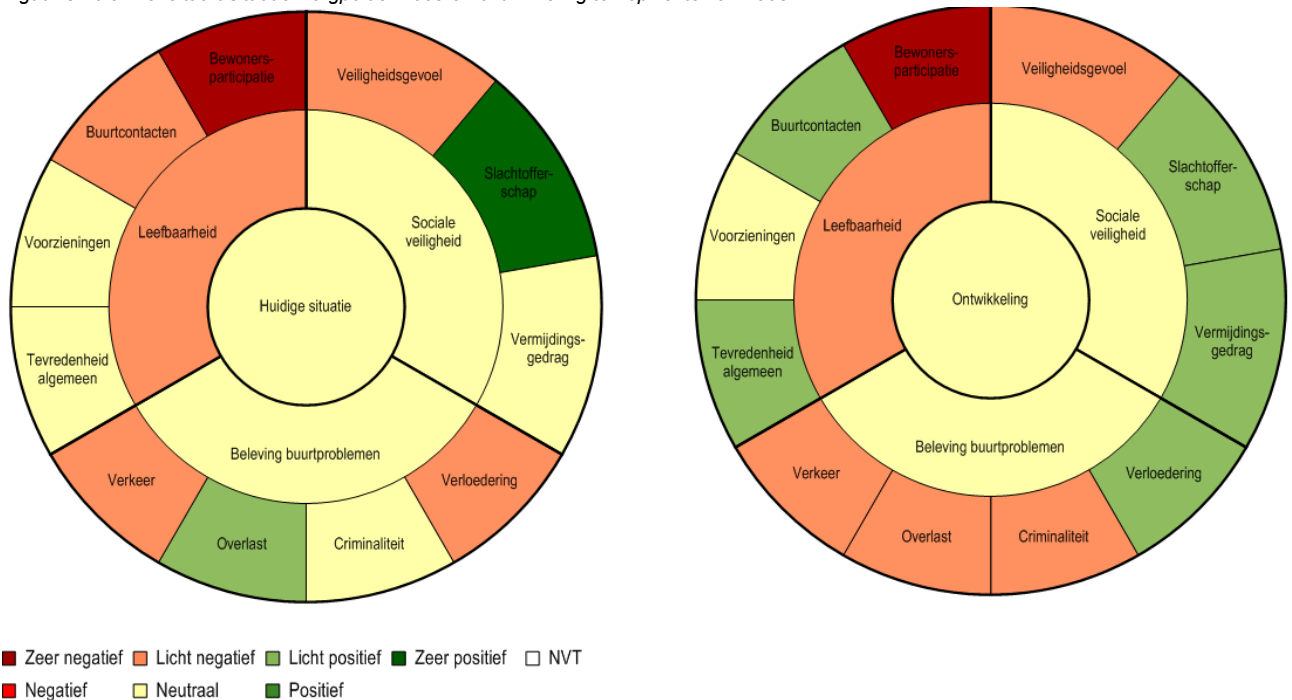 Bewoners-
participatie
Veiligheidsgevoel
Buurtcontacten
Slachtoffer-
schap
Voorzieningen
Leefbaarheid
Sociale
veiligheid
Huidige situatie
Tevredenheid
algemeen
Vermijdings-
gedrag
Beleving buurtproblemen
Verkeer
Verloedering
Overlast
Criminaliteit
Bewoners-
participatie
Veiligheidsgevoel
Buurtcontacten
Slachtoffer-
schap
Voorzieningen
Leefbaarheid
Sociale
veiligheid
Ontwikkeling
Tevredenheid
algemeen
Vermijdings-
gedrag
Beleving buurtproblemen
Verkeer
Verloedering
Overlast
Criminaliteit
Zeer negatief Licht negatief Licht positief Zeer positief NVT
Negatief Neutraal Positief